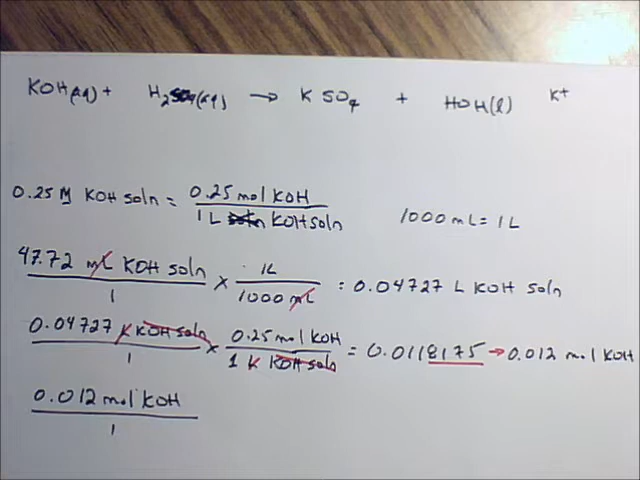 KOH(aq) + H₂SO₄(aq) → K SO₄ + HOH(l) K+
0.25 M KOH soln = 0.25 mol KOH / 1 L soln KOH soln 1000 mL = 1L
47.72 mL KOH soln / 1 × 1L / 1000 mL = 0.04727 L KOH soln
0.04727 L KOH soln / 1 × 0.25 mol KOH / 1 L KOH soln = 0.0118175 → 0.012 mol KOH
0.012 mol KOH / 1